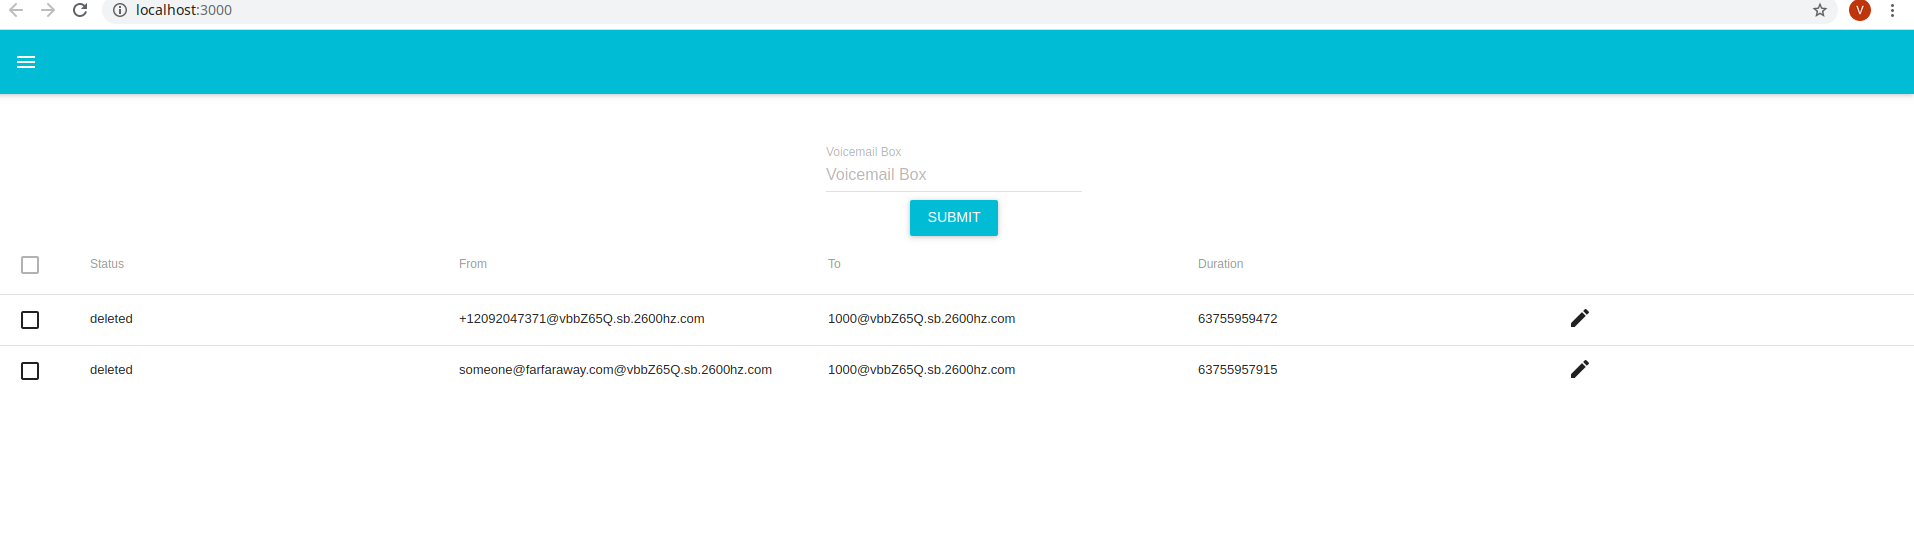 localhost:3000
V
Voicemail Box
Voicemail Box
SUBMIT
Status From To Duration
deleted +12092047371@vbbZ65Q.sb.2600hz.com 1000@vbbZ65Q.sb.2600hz.com 63755959472
deleted someone@farfaraway.com@vbbZ65Q.sb.2600hz.com 1000@vbbZ65Q.sb.2600hz.com 63755957915